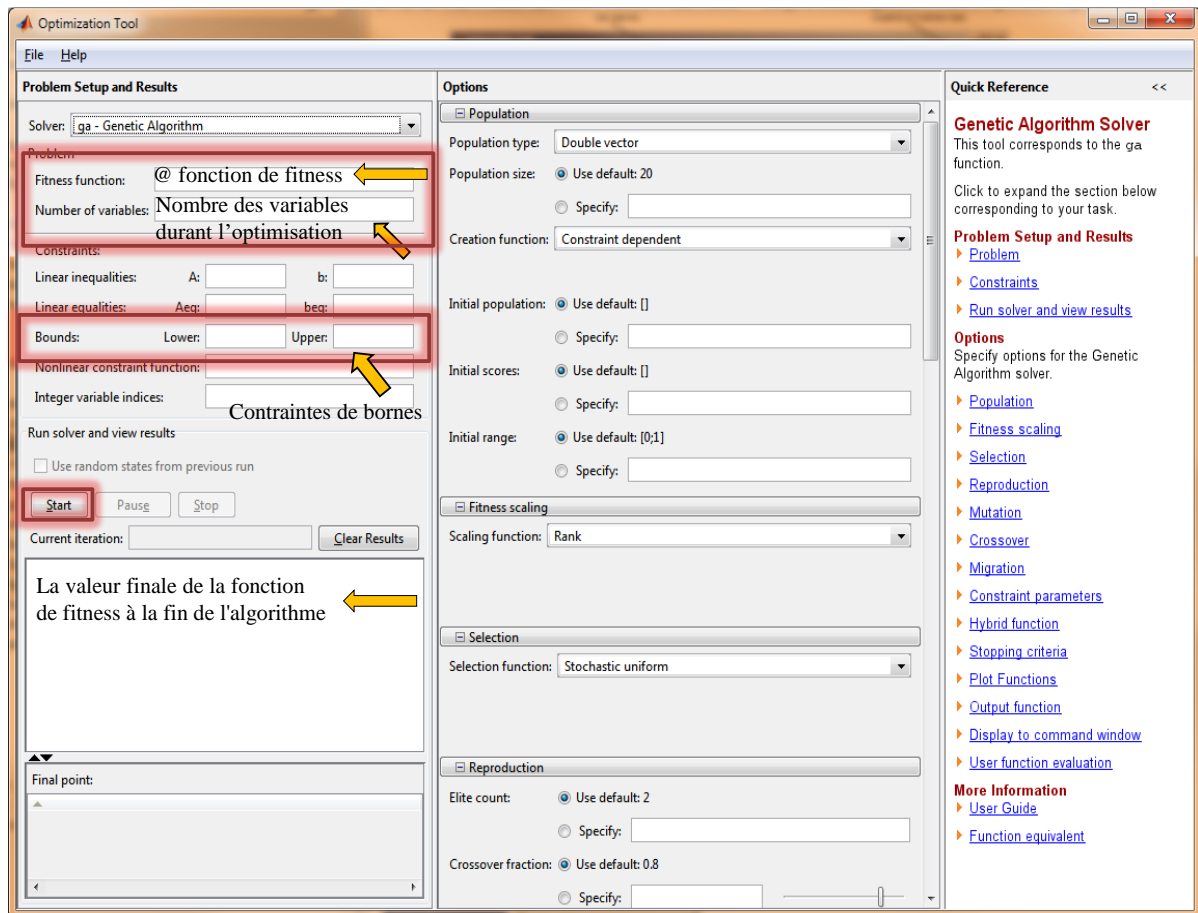 Optimization Tool
File Help
Problem Setup and Results
Solver: ga - Genetic Algorithm
Problem
Fitness function: @ fonction de fitness
Number of variables: Nombre des variables
durant l'optimisation
Constraints:
Linear inequalities: A: b:
Linear equalities: Aeq: beq:
Bounds: Lower: Upper:
Nonlinear constraint function:
Integer variable indices:
Contraintes de bornes
Run solver and view results
Use random states from previous run
Start Pause Stop
Current iteration: Clear Results
La valeur finale de la fonction
de fitness à la fin de l'algorithme
Final point:
Options
Population
Population type: Double vector
Population size: Use default: 20
Specify:
Creation function: Constraint dependent
Initial population: Use default: []
Specify:
Initial scores: Use default: []
Specify:
Initial range: Use default: [0;1]
Specify:
Fitness scaling
Scaling function: Rank
Selection
Selection function: Stochastic uniform
Reproduction
Elite count: Use default: 2
Specify:
Crossover fraction: Use default: 0.8
Specify:
Quick Reference <<
Genetic Algorithm Solver
This tool corresponds to the ga
function.
Click to expand the section below
corresponding to your task.
Problem Setup and Results
Problem
Constraints
Run solver and view results
Options
Specify options for the Genetic
Algorithm solver.
Population
Fitness scaling
Selection
Reproduction
Mutation
Crossover
Migration
Constraint parameters
Hybrid function
Stopping criteria
Plot Functions
Output function
Display to command window
User function evaluation
More Information
User Guide
Function equivalent